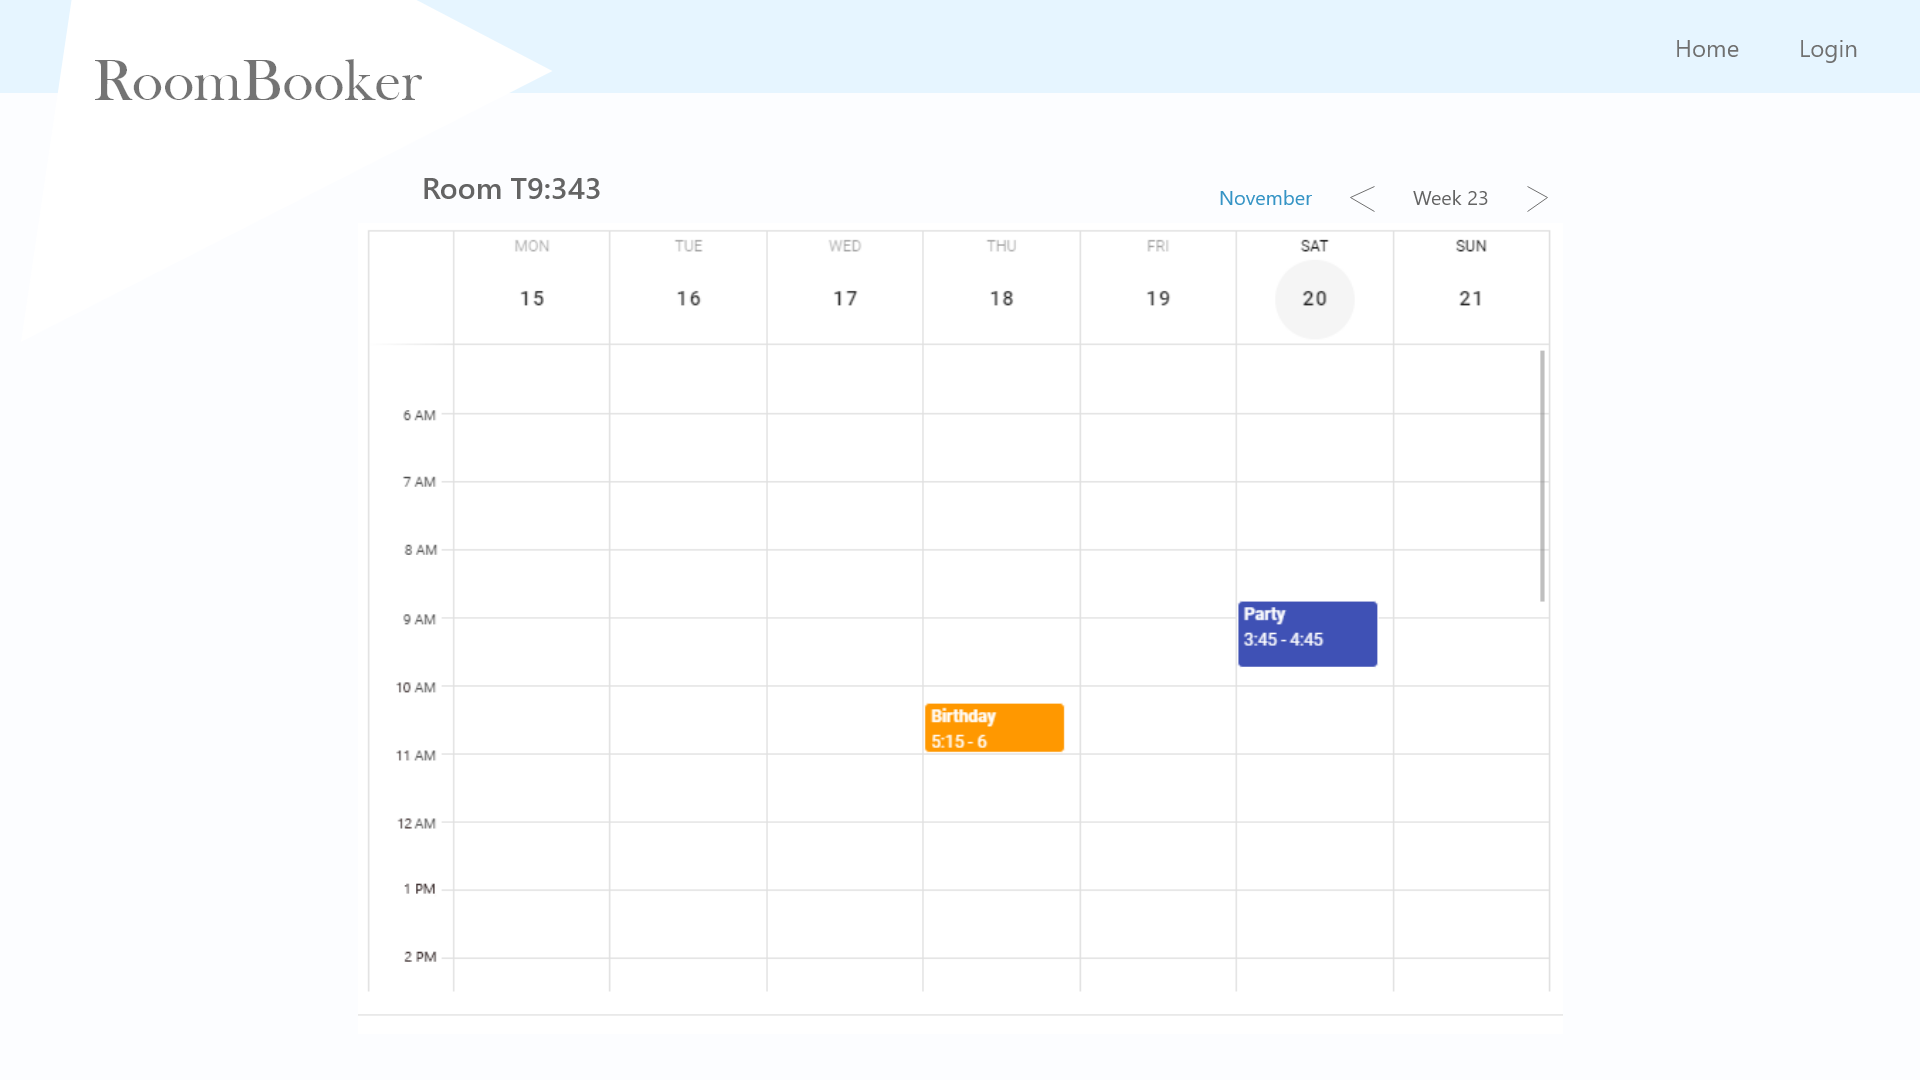 Home Login
RoomBooker
Room T9:343
November < Week 23 >
MON TUE WED THU FRI SAT SUN
15 16 17 18 19 20 21
6 AM
7 AM
8 AM
9 AM
Party
3:45 - 4:45
10 AM
Birthday
5:15 - 6
11 AM
12 AM
1 PM
2 PM